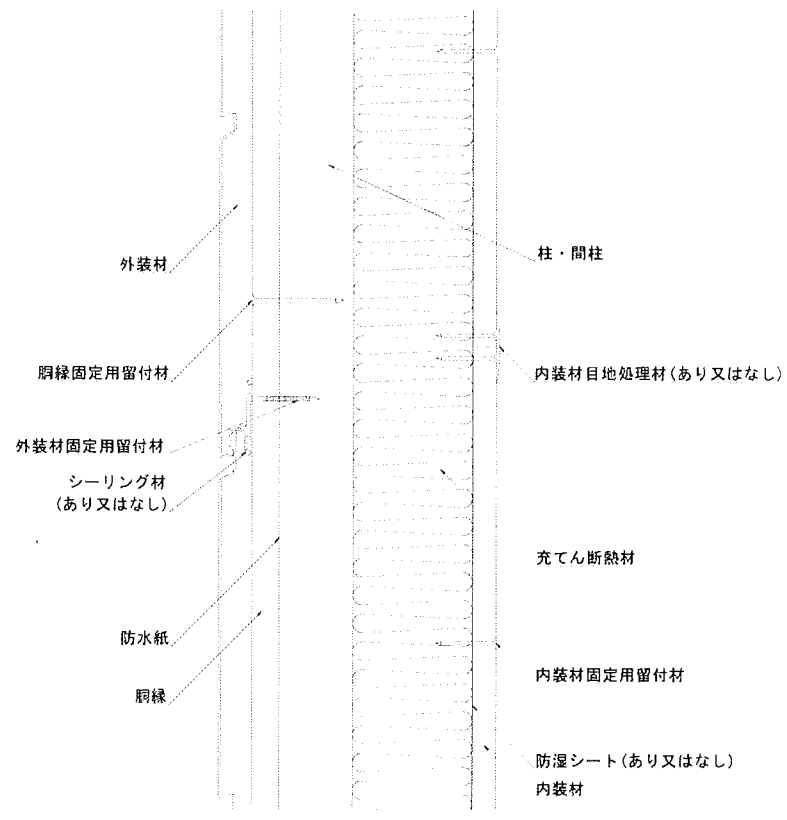 外装材
胴縁固定用留付材
外装材固定用留付材
シーリング材
(あり又はなし)
防水紙
胴縁
柱・間柱
内装材目地処理材(あり又はなし)
充てん断熱材
内装材固定用留付材
防湿シート(あり又はなし)
内装材